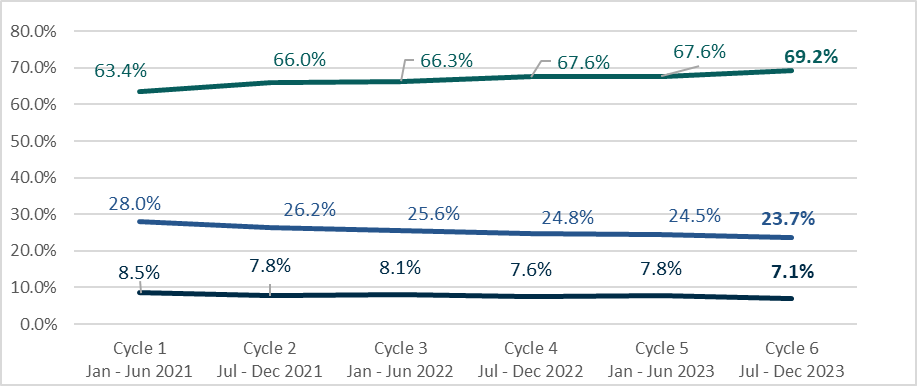 80.0%
70.0%
60.0%
50.0%
40.0%
30.0%
20.0%
10.0%
0.0%
63.4% 66.0% 66.3% 67.6% 67.6% 69.2%
28.0% 26.2% 25.6% 24.8% 24.5% 23.7%
8.5% 7.8% 8.1% 7.6% 7.8% 7.1%
Cycle 1 Cycle 2 Cycle 3 Cycle 4 Cycle 5 Cycle 6
Jan - Jun 2021 Jul - Dec 2021 Jan - Jun 2022 Jul - Dec 2022 Jan - Jun 2023 Jul - Dec 2023